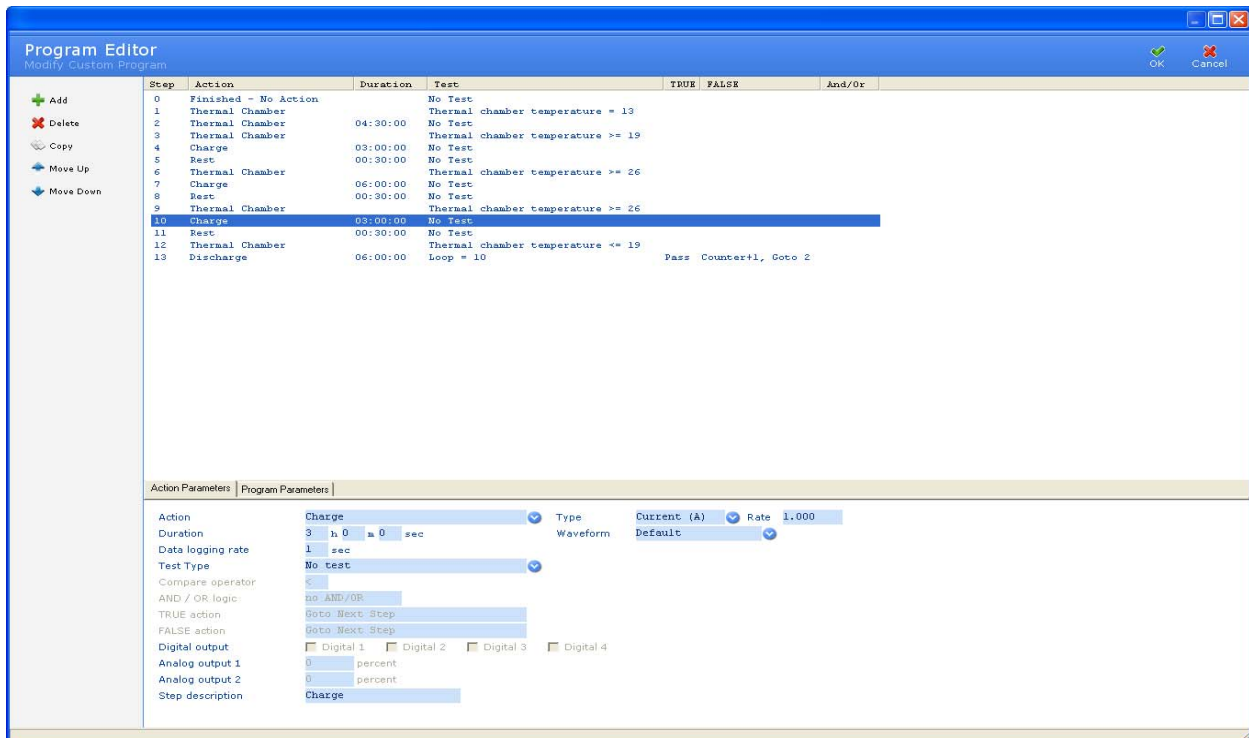 Program Editor
Modify Custom Program
OK
Cancel
Add
Delete
Copy
Move Up
Move Down
Step Action Duration Test TRUE FALSE And/Or
0 Finished - No Action No Test
1 Thermal Chamber Thermal chamber temperature = 13
2 Thermal Chamber 04:30:00 No Test
3 Thermal Chamber Thermal chamber temperature >= 19
4 Charge 03:00:00 No Test
5 Rest 00:30:00 No Test
6 Thermal Chamber Thermal chamber temperature >= 26
7 Charge 06:00:00 No Test
8 Rest 00:30:00 No Test
9 Thermal Chamber Thermal chamber temperature >= 26
10 Charge 03:00:00 No Test
11 Rest 00:30:00 No Test
12 Thermal Chamber Thermal chamber temperature <= 19
13 Discharge 06:00:00 Loop = 10 Pass Counter+1, Goto 2
Action Parameters Program Parameters
Action Charge Type Current (A) Rate 1.000
Duration 3 h 0 m 0 sec Waveform Default
Data logging rate 1 sec
Test Type No test
Compare operator <
AND / OR logic no AND/OR
TRUE action Goto Next Step
FALSE action Goto Next Step
Digital output Digital 1 Digital 2 Digital 3 Digital 4
Analog output 1 0 percent
Analog output 2 0 percent
Step description Charge